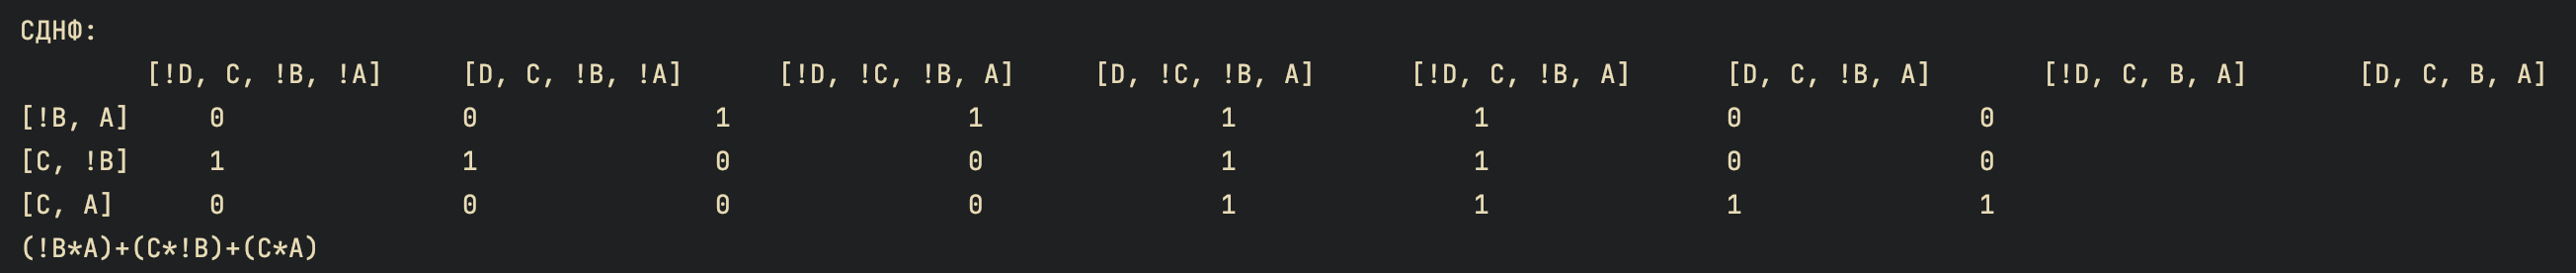 СДНФ:
[!D, C, !B, !A] [D, C, !B, !A] [!D, !C, !B, A] [D, !C, !B, A] [!D, C, !B, A] [D, C, !B, A] [!D, C, B, A] [D, C, B, A]
[!B, A] 0 0 1 1 1 1 0 0
[C, !B] 1 1 0 0 1 1 0 0
[C, A] 0 0 0 0 1 1 1 1
(!B*A)+(C*!B)+(C*A)